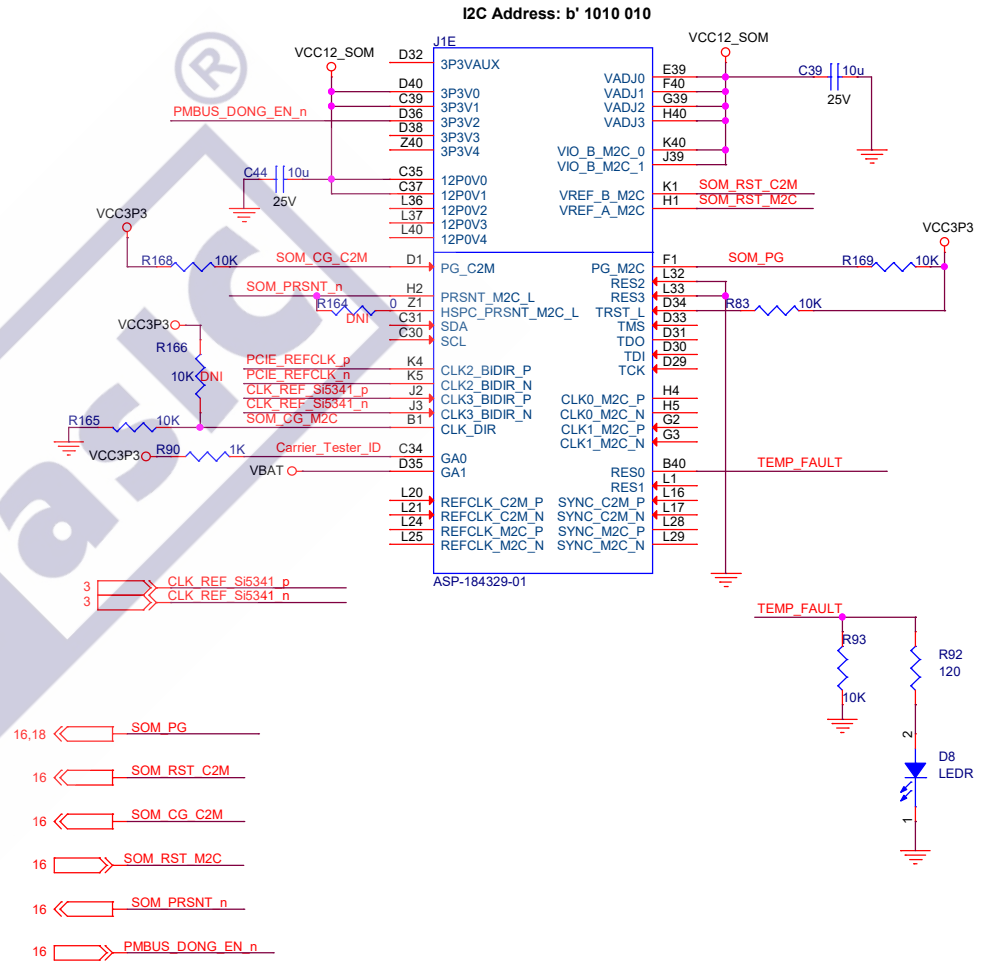 I2C Address: b' 1010 010
J1E
VCC12_SOM
VCC12_SOM
D32
3P3VAUX
D40
3P3V0
C39
3P3V1
PMBUS_DONG_EN_n
D36
3P3V2
D38
3P3V3
Z40
3P3V4
C44
10u
25V
C35
12P0V0
C37
12P0V1
L36
12P0V2
L37
12P0V3
L40
12P0V4
VADJ0
E39
VADJ1
F40
VADJ2
G39
VADJ3
H40
C39
10u
25V
VIO_B_M2C_0
K40
VIO_B_M2C_1
J39
VREF_B_M2C
K1
SOM_RST_C2M
VREF_A_M2C
H1
SOM_RST_M2C
VCC3P3
R168
10K
SOM_CG_C2M
D1
PG_C2M
SOM_PRSNT_n
H2
PRSNT_M2C_L
R164
0
DNI
Z1
HSPC_PRSNT_M2C_L
C31
SDA
C30
SCL
VCC3P3
R166
10K
DNI
PCIE_REFCLK_p
K4
CLK2_BIDIR_P
PCIE_REFCLK_n
K5
CLK2_BIDIR_N
CLK_REF_Si5341_p
J2
CLK3_BIDIR_P
CLK_REF_Si5341_n
J3
CLK3_BIDIR_N
R165
10K
SOM_CG_M2C
B1
CLK_DIR
VCC3P3
R90
1K
Carrier_Tester_ID
C34
GA0
VBAT
D35
GA1
L20
REFCLK_C2M_P
L21
REFCLK_C2M_N
L24
REFCLK_M2C_P
L25
REFCLK_M2C_N
PG_M2C
F1
SOM_PG
R169
10K
VCC3P3
RES2
L32
RES3
L33
TRST_L
D34
R83
10K
TMS
D33
TDO
D31
TDI
D30
TCK
D29
CLK0_M2C_P
H4
CLK0_M2C_N
H5
CLK1_M2C_P
G2
CLK1_M2C_N
G3
RES0
B40
TEMP_FAULT
RES1
L1
SYNC_C2M_P
L16
SYNC_C2M_N
L17
SYNC_M2C_P
L28
SYNC_M2C_N
L29
ASP-184329-01
3
CLK_REF_Si5341_p
3
CLK_REF_Si5341_n
TEMP_FAULT
R93
10K
R92
120
2
D8
LEDR
1
16,18
SOM_PG
16
SOM_RST_C2M
16
SOM_CG_C2M
16
SOM_RST_M2C
16
SOM_PRSNT_n
16
PMBUS_DONG_EN_n
asic
®